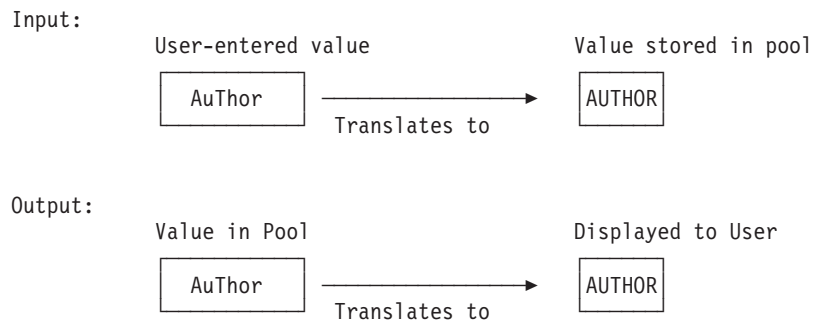 Input:
User-entered value Value stored in pool
AuThor AUTHOR
Translates to
Output:
Value in Pool Displayed to User
AuThor AUTHOR
Translates to